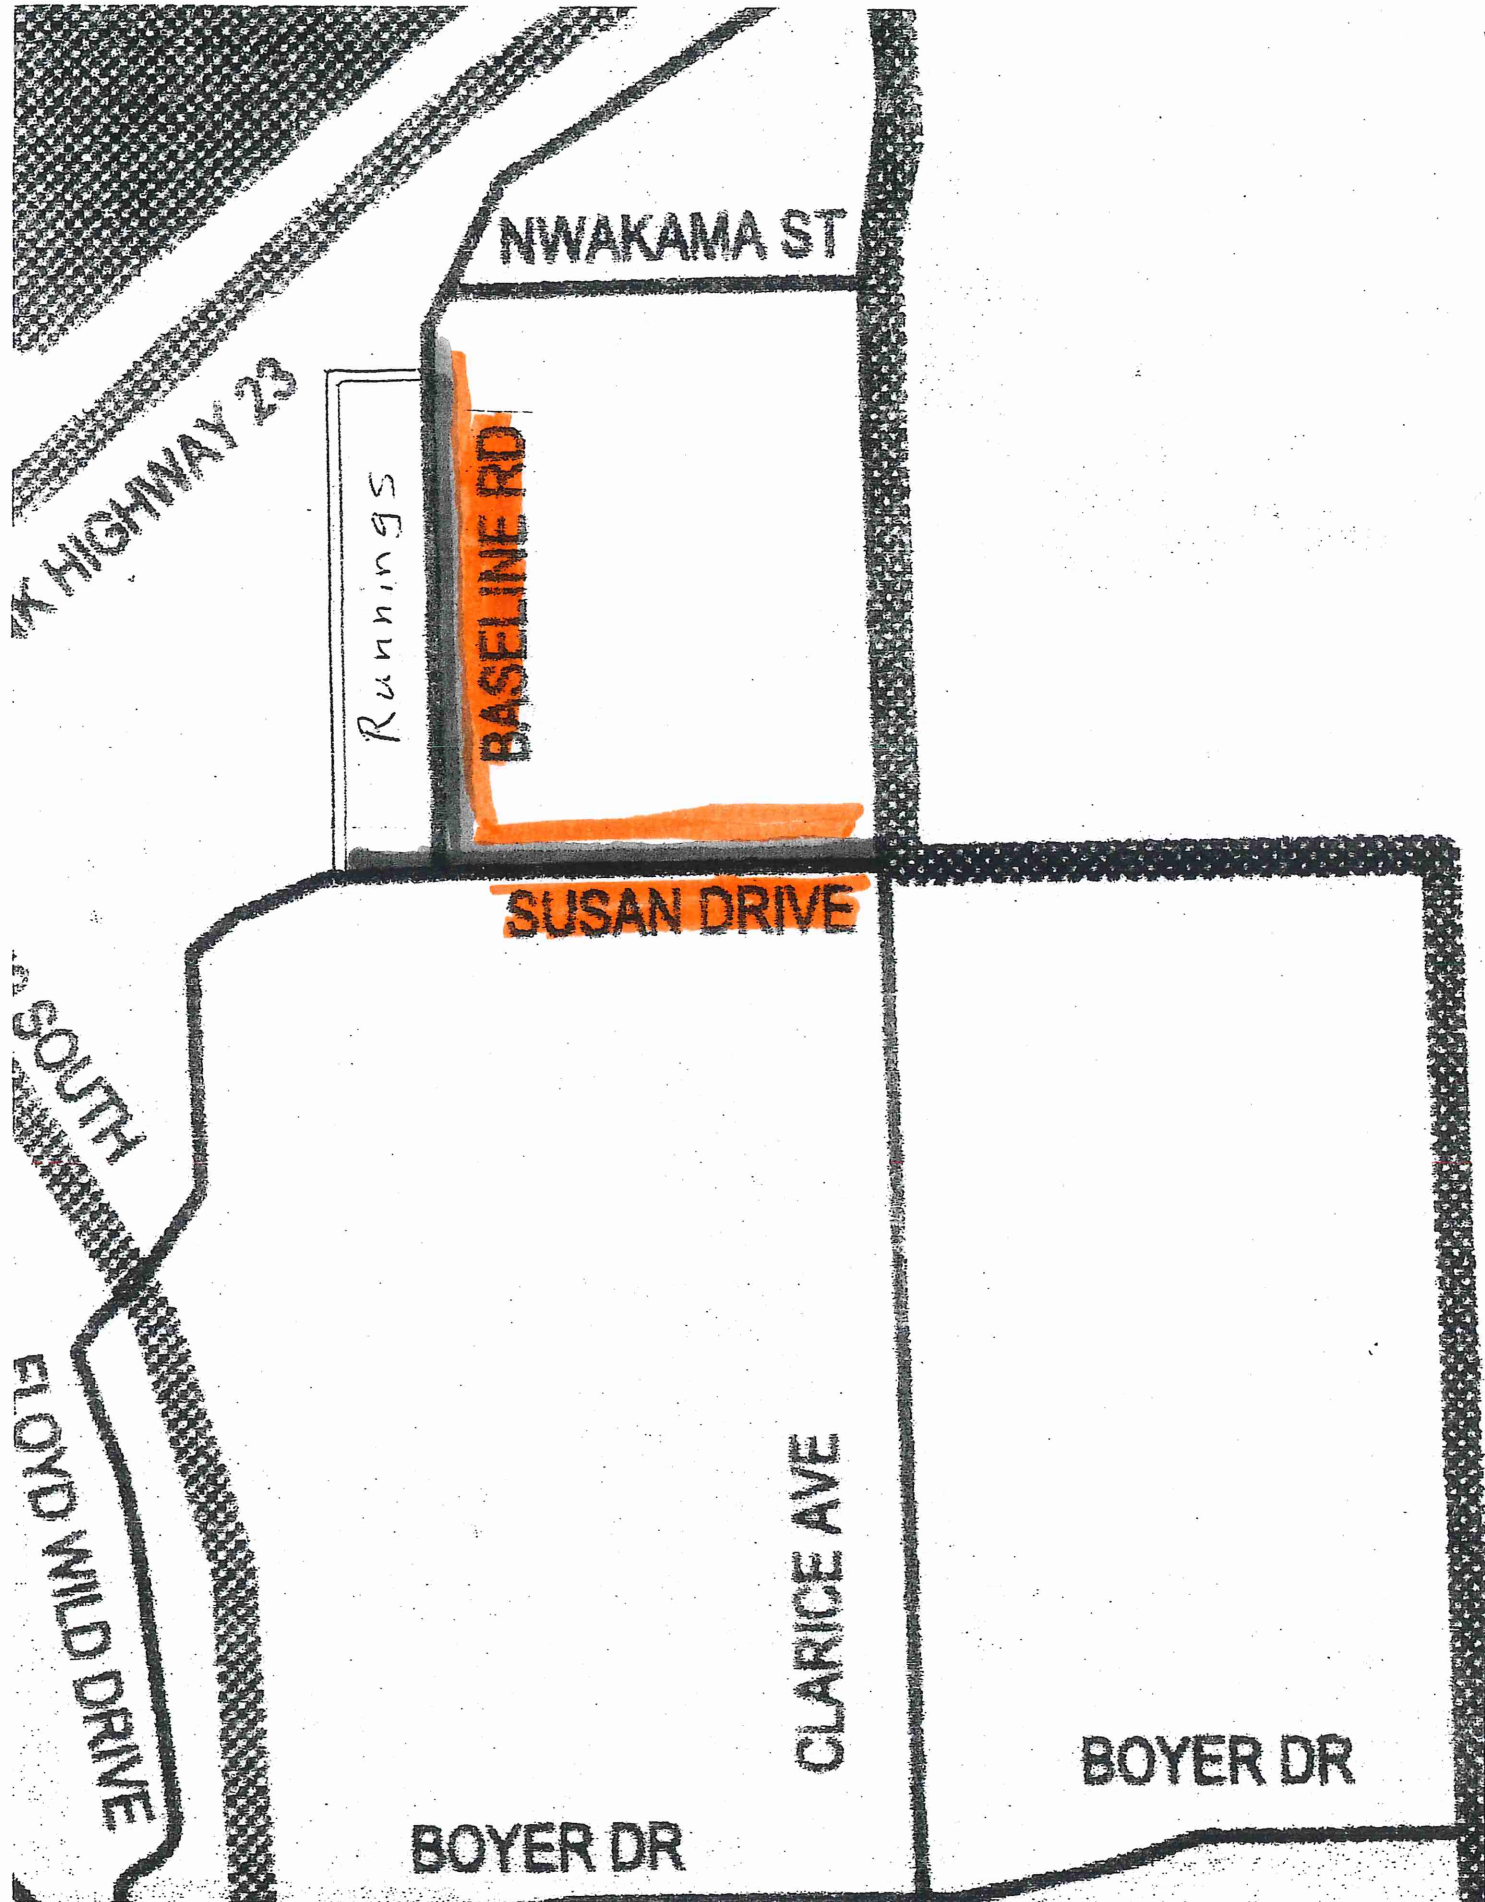 NWAKAMA ST
K HIGHWAY 23
Runnings
BASELINE RD
SUSAN DRIVE
SOUTH
FLOYD WILD DRIVE
CLARICE AVE
BOYER DR
BOYER DR